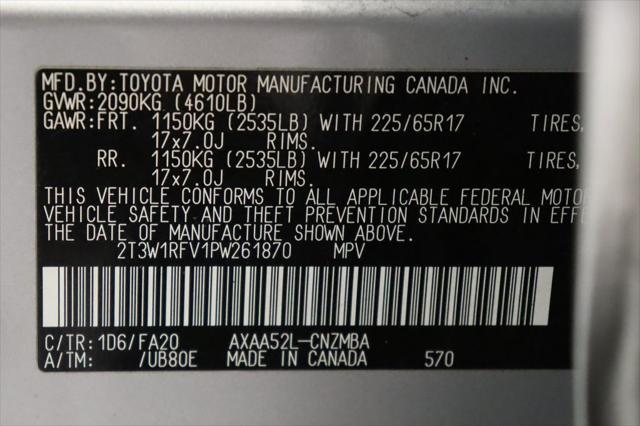 MFD.BY:TOYOTA MOTOR MANUFACTURING CANADA INC.
GVWR:2090KG (4610LB)
GAWR:FRT. 1150KG (2535LB) WITH 225/65R17 TIRES,
17x7.0J RIMS.
RR. 1150KG (2535LB) WITH 225/65R17 TIRES,
17x7.0J RIMS.
THIS VEHICLE CONFORMS TO ALL APPLICABLE FEDERAL MOTO
VEHICLE SAFETY AND THEFT PREVENTION STANDARDS IN EFFE
THE DATE OF MANUFACTURE SHOWN ABOVE.
2T3W1RFV1PW261870 MPV
C/TR:1D6/FA20 AXAA52L-CNZMBA
A/TM: /UB80E MADE IN CANADA 570